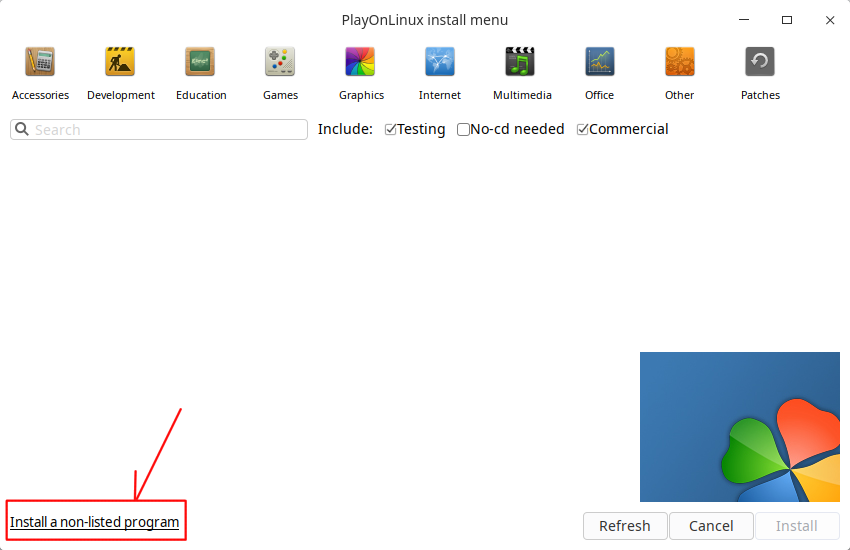 PlayOnLinux install menu
Accessories Development Education Games Graphics Internet Multimedia Office Other Patches
Search Include: Testing No-cd needed Commercial
Install a non-listed program Refresh Cancel Install